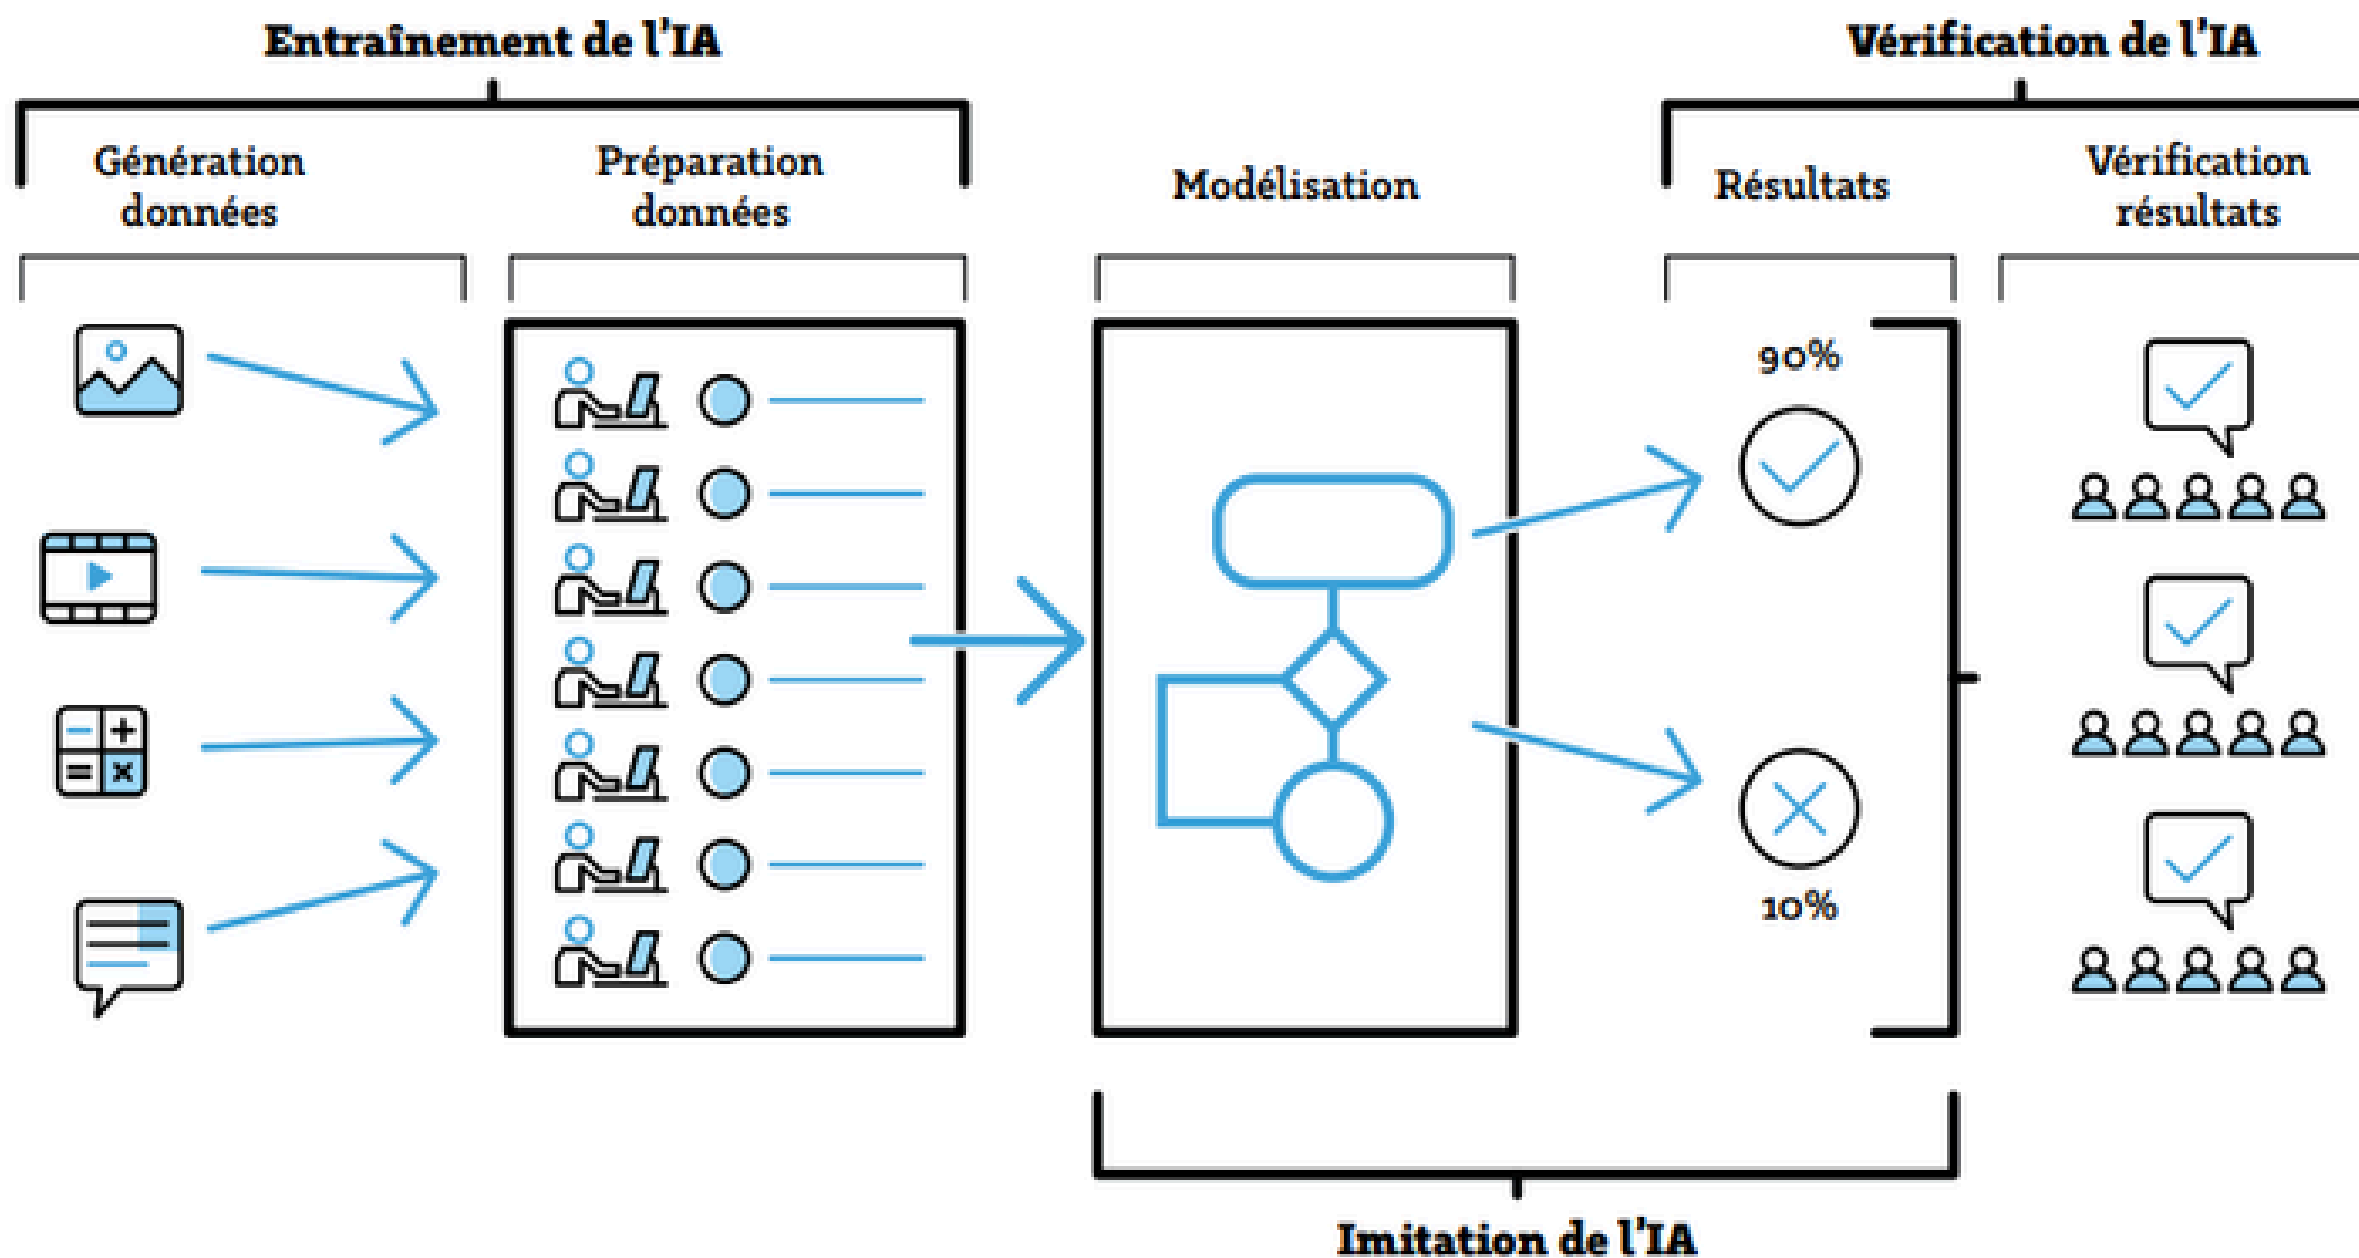 Entraînement de l'IA
Vérification de l'IA
Génération
données
Préparation
données
Modélisation
Résultats
Vérification
résultats
90%
10%
Imitation de l'IA